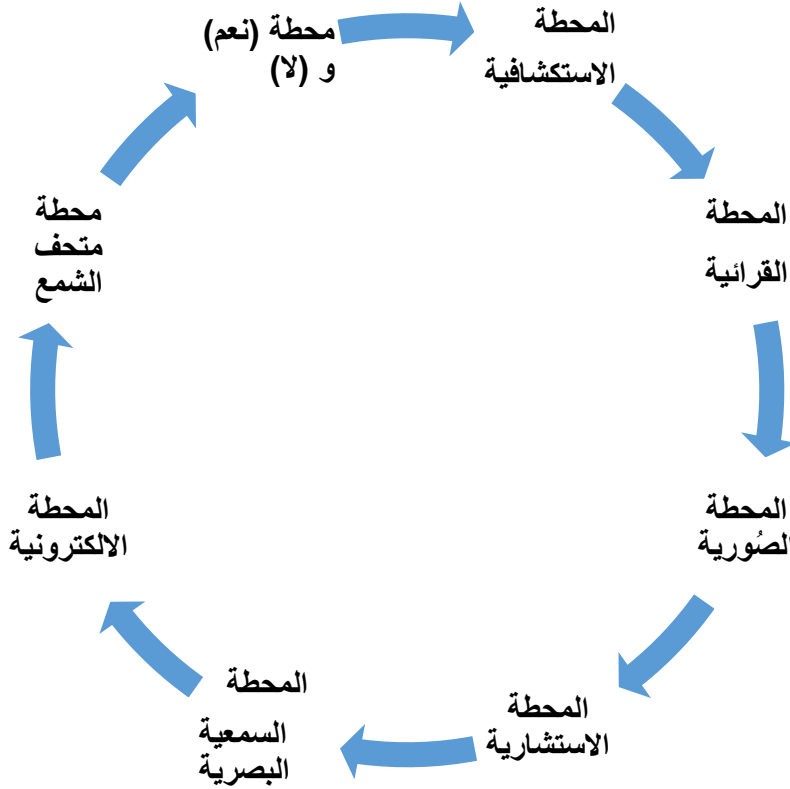 المحطة
الاستكشافية
المحطة
القرائية
المحطة
الصُورية
المحطة
الاستشارية
المحطة
السمعية
البصرية
المحطة
الالكترونية
محطة
متحف
الشمع
محطة (نعم)
و (لا)